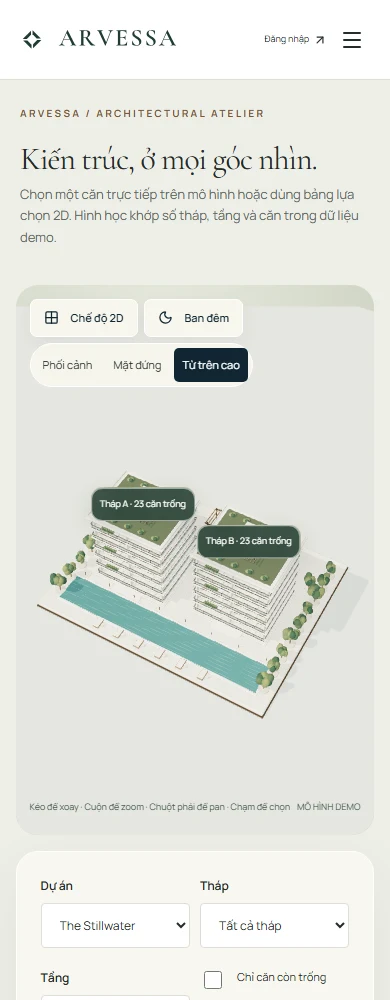 ARVESSA
Đăng nhập
ARVESSA / ARCHITECTURAL ATELIER
Kiến trúc, ở mọi góc nhìn.
Chọn một căn trực tiếp trên mô hình hoặc dùng bảng lựa
chọn 2D. Hình học khớp số tháp, tầng và căn trong dữ liệu
demo.
Chế độ 2D
Ban đêm
Phối cảnh
Mặt đứng
Từ trên cao
Tháp A · 23 căn trống
Tháp B · 23 căn trống
Kéo để xoay · Cuộn để zoom · Chuột phải để pan · Chạm để chọn
MÔ HÌNH DEMO
Dự án
Tháp
The Stillwater
Tất cả tháp
Tầng
Chỉ căn còn trống